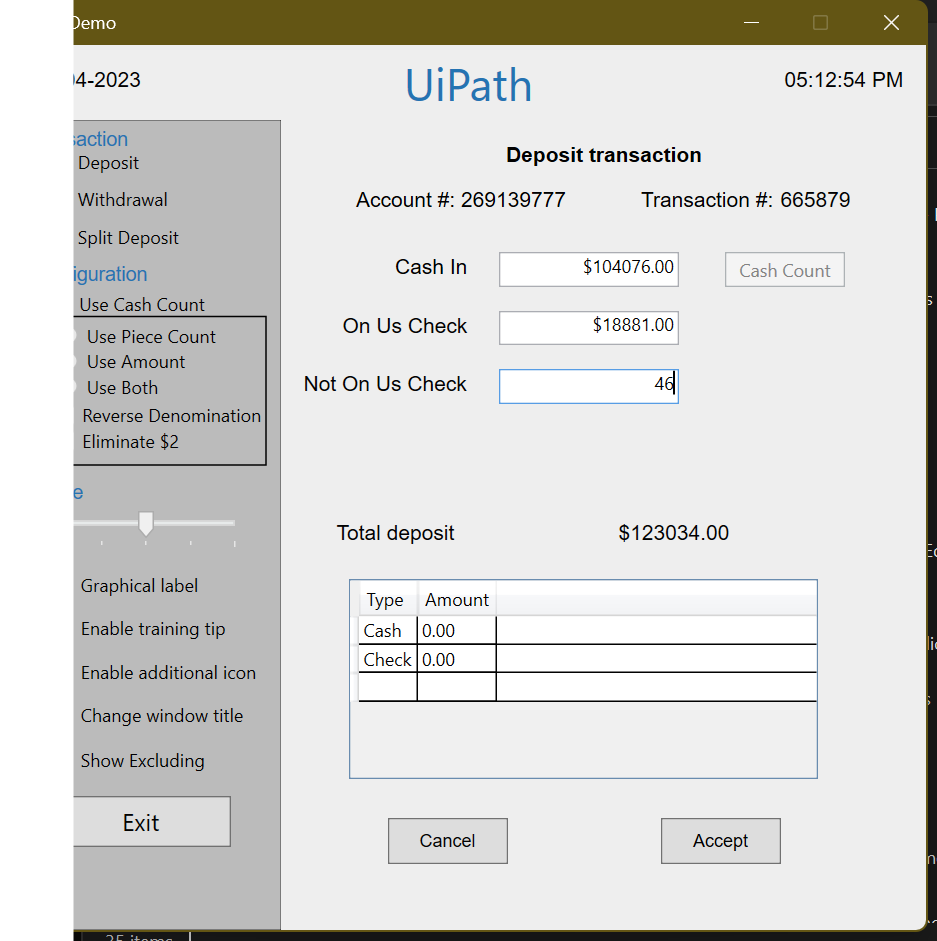 Demo
04-2023
UiPath
05:12:54 PM
saction
Deposit
Withdrawal
Split Deposit
iguration
Use Cash Count
Use Piece Count
Use Amount
Use Both
Reverse Denomination
Eliminate $2
e
Graphical label
Enable training tip
Enable additional icon
Change window title
Show Excluding
Exit
Deposit transaction
Account #: 269139777 Transaction #: 665879
Cash In $104076.00 Cash Count
On Us Check $18881.00
Not On Us Check 46
Total deposit $123034.00
Type Amount
Cash 0.00
Check 0.00
Cancel Accept
35 items